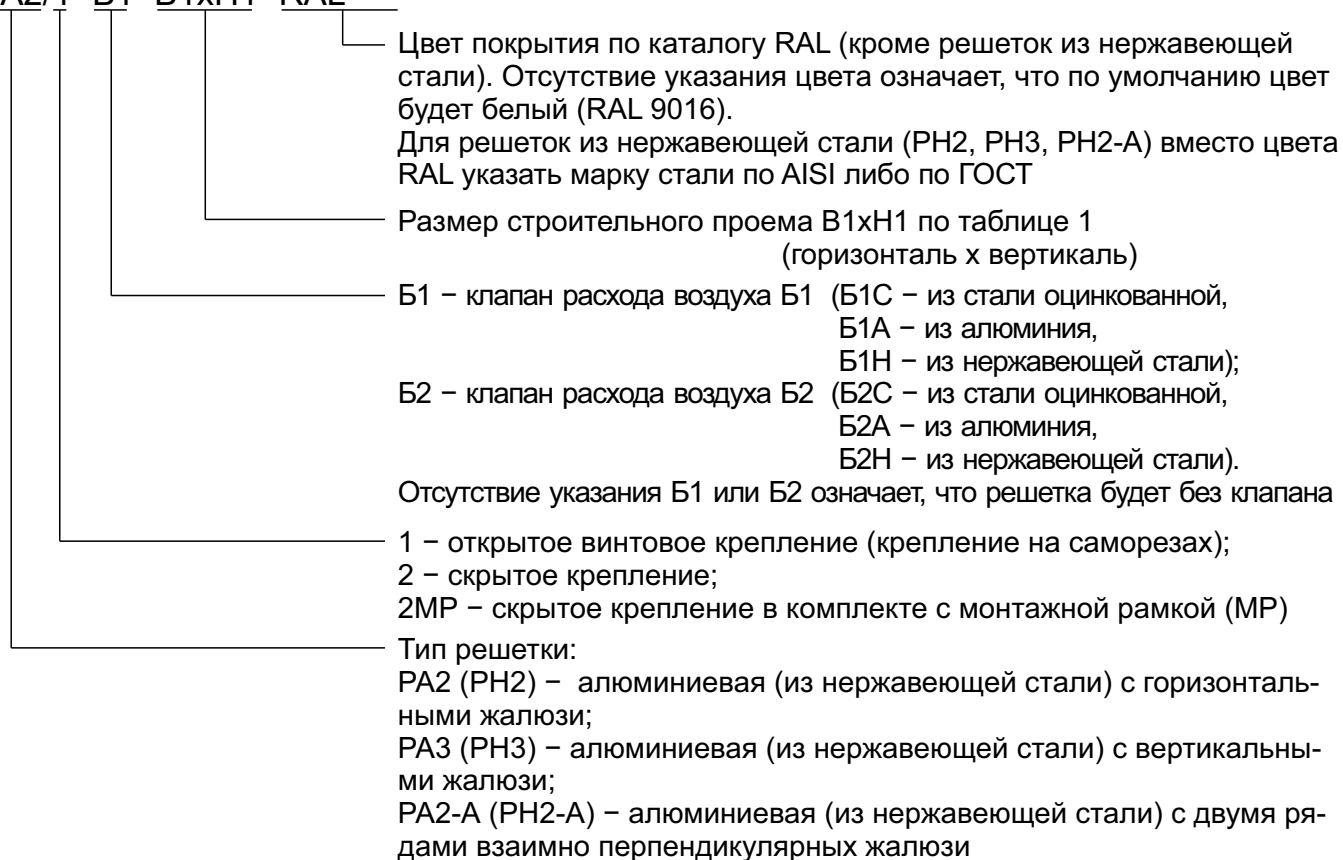 Цвет покрытия по каталогу RAL (кроме решеток из нержавеющей
стали). Отсутствие указания цвета означает, что по умолчанию цвет
будет белый (RAL 9016).
Для решеток из нержавеющей стали (РН2, РН3, РН2-А) вместо цвета
RAL указать марку стали по AISI либо по ГОСТ
Размер строительного проема В1хН1 по таблице 1
(горизонталь х вертикаль)
Б1 − клапан расхода воздуха Б1 (Б1С − из стали оцинкованной,
Б1А − из алюминия,
Б1Н − из нержавеющей стали);
Б2 − клапан расхода воздуха Б2 (Б2С − из стали оцинкованной,
Б2А − из алюминия,
Б2Н − из нержавеющей стали).
Отсутствие указания Б1 или Б2 означает, что решетка будет без клапана
1 − открытое винтовое крепление (крепление на саморезах);
2 − скрытое крепление;
2МР − скрытое крепление в комплекте с монтажной рамкой (МР)
Тип решетки:
РА2 (РН2) − алюминиевая (из нержавеющей стали) с горизонталь-
ными жалюзи;
РА3 (РН3) − алюминиевая (из нержавеющей стали) с вертикальны-
ми жалюзи;
РА2-А (РН2-А) − алюминиевая (из нержавеющей стали) с двумя ря-
дами взаимно перпендикулярных жалюзи